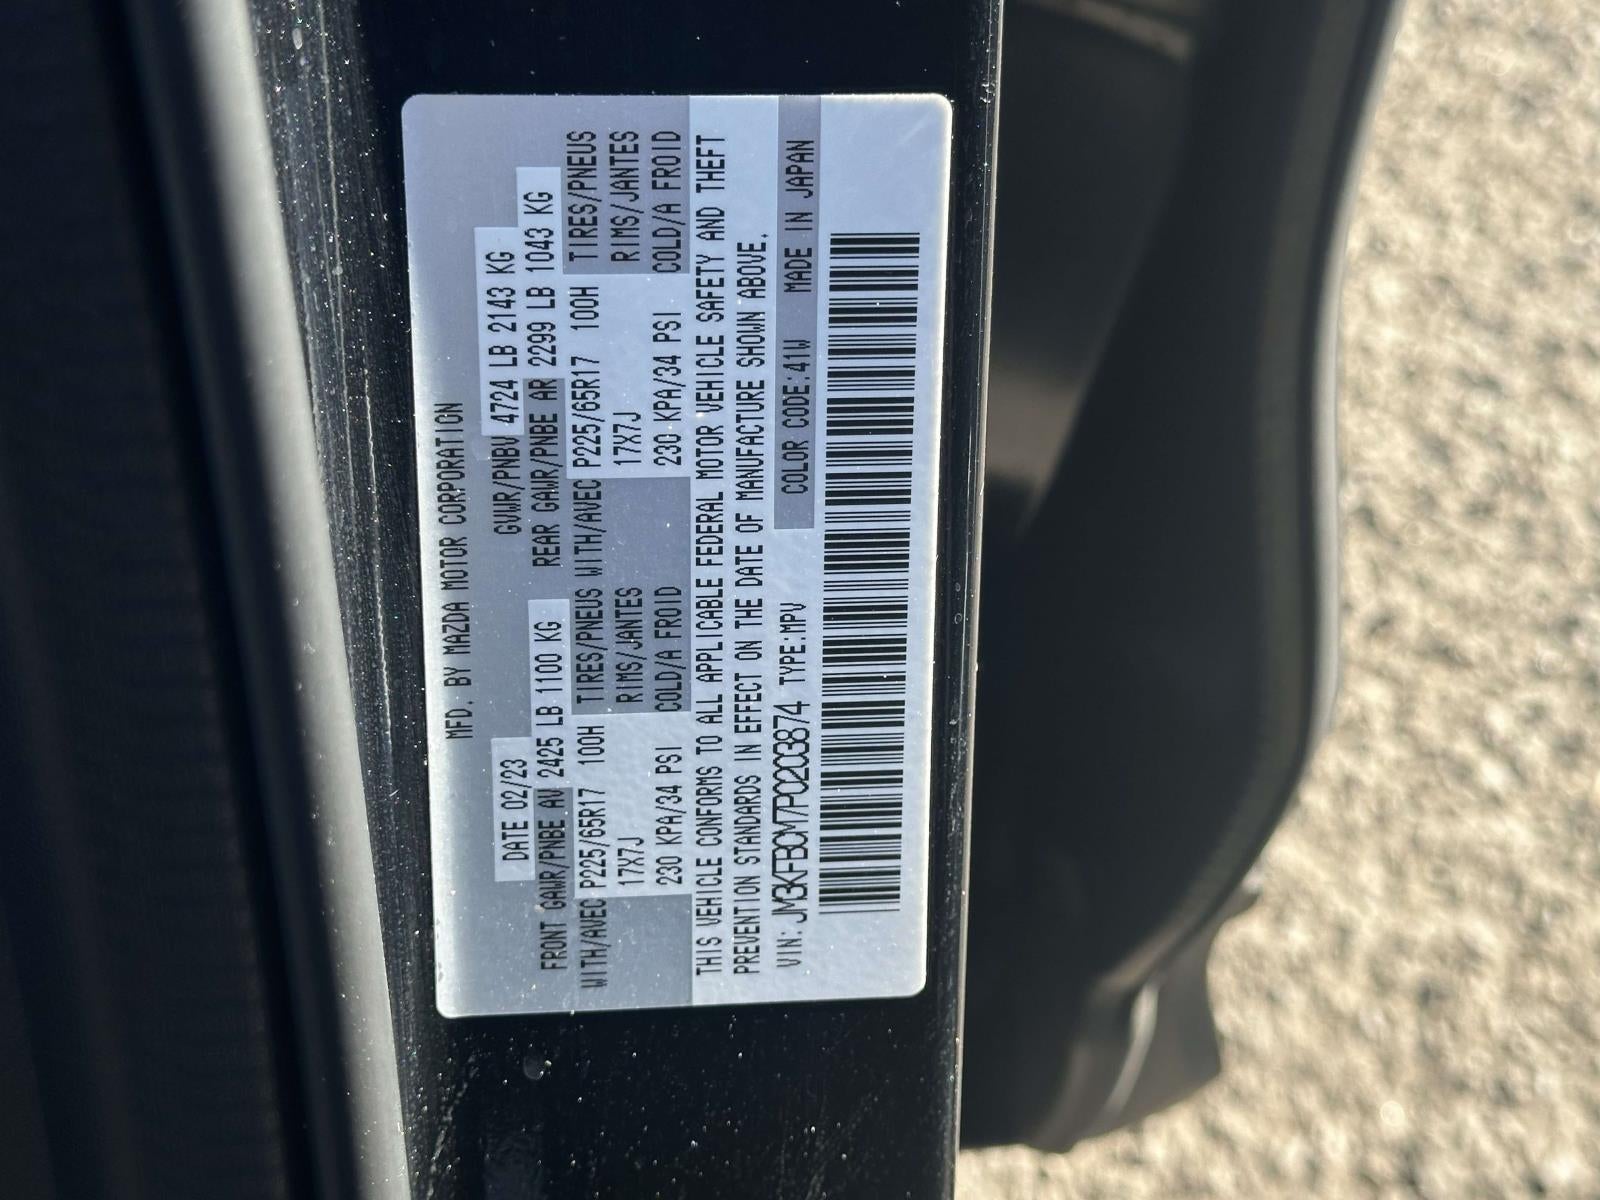 MFD. BY MAZDA MOTOR CORPORATION
DATE 02/23 GVWR/PNBV 4724 LB 2143 KG
FRONT GAWR/PNBE AV 2425 LB 1100 KG REAR GAWR/PNBE AR 2299 LB 1043 KG
WITH/AVEC P225/65R17 100H TIRES/PNEUS WITH/AVEC P225/65R17 100H TIRES/PNEUS
17X7J RIMS/JANTES 17X7J RIMS/JANTES
230 KPA/34 PSI COLD/A FROID 230 KPA/34 PSI COLD/A FROID
THIS VEHICLE CONFORMS TO ALL APPLICABLE FEDERAL MOTOR VEHICLE SAFETY AND THEFT
PREVENTION STANDARDS IN EFFECT ON THE DATE OF MANUFACTURE SHOWN ABOVE.
VIN: JM3KFBCM7P0203874 TYPE:MPV COLOR CODE:41W MADE IN JAPAN